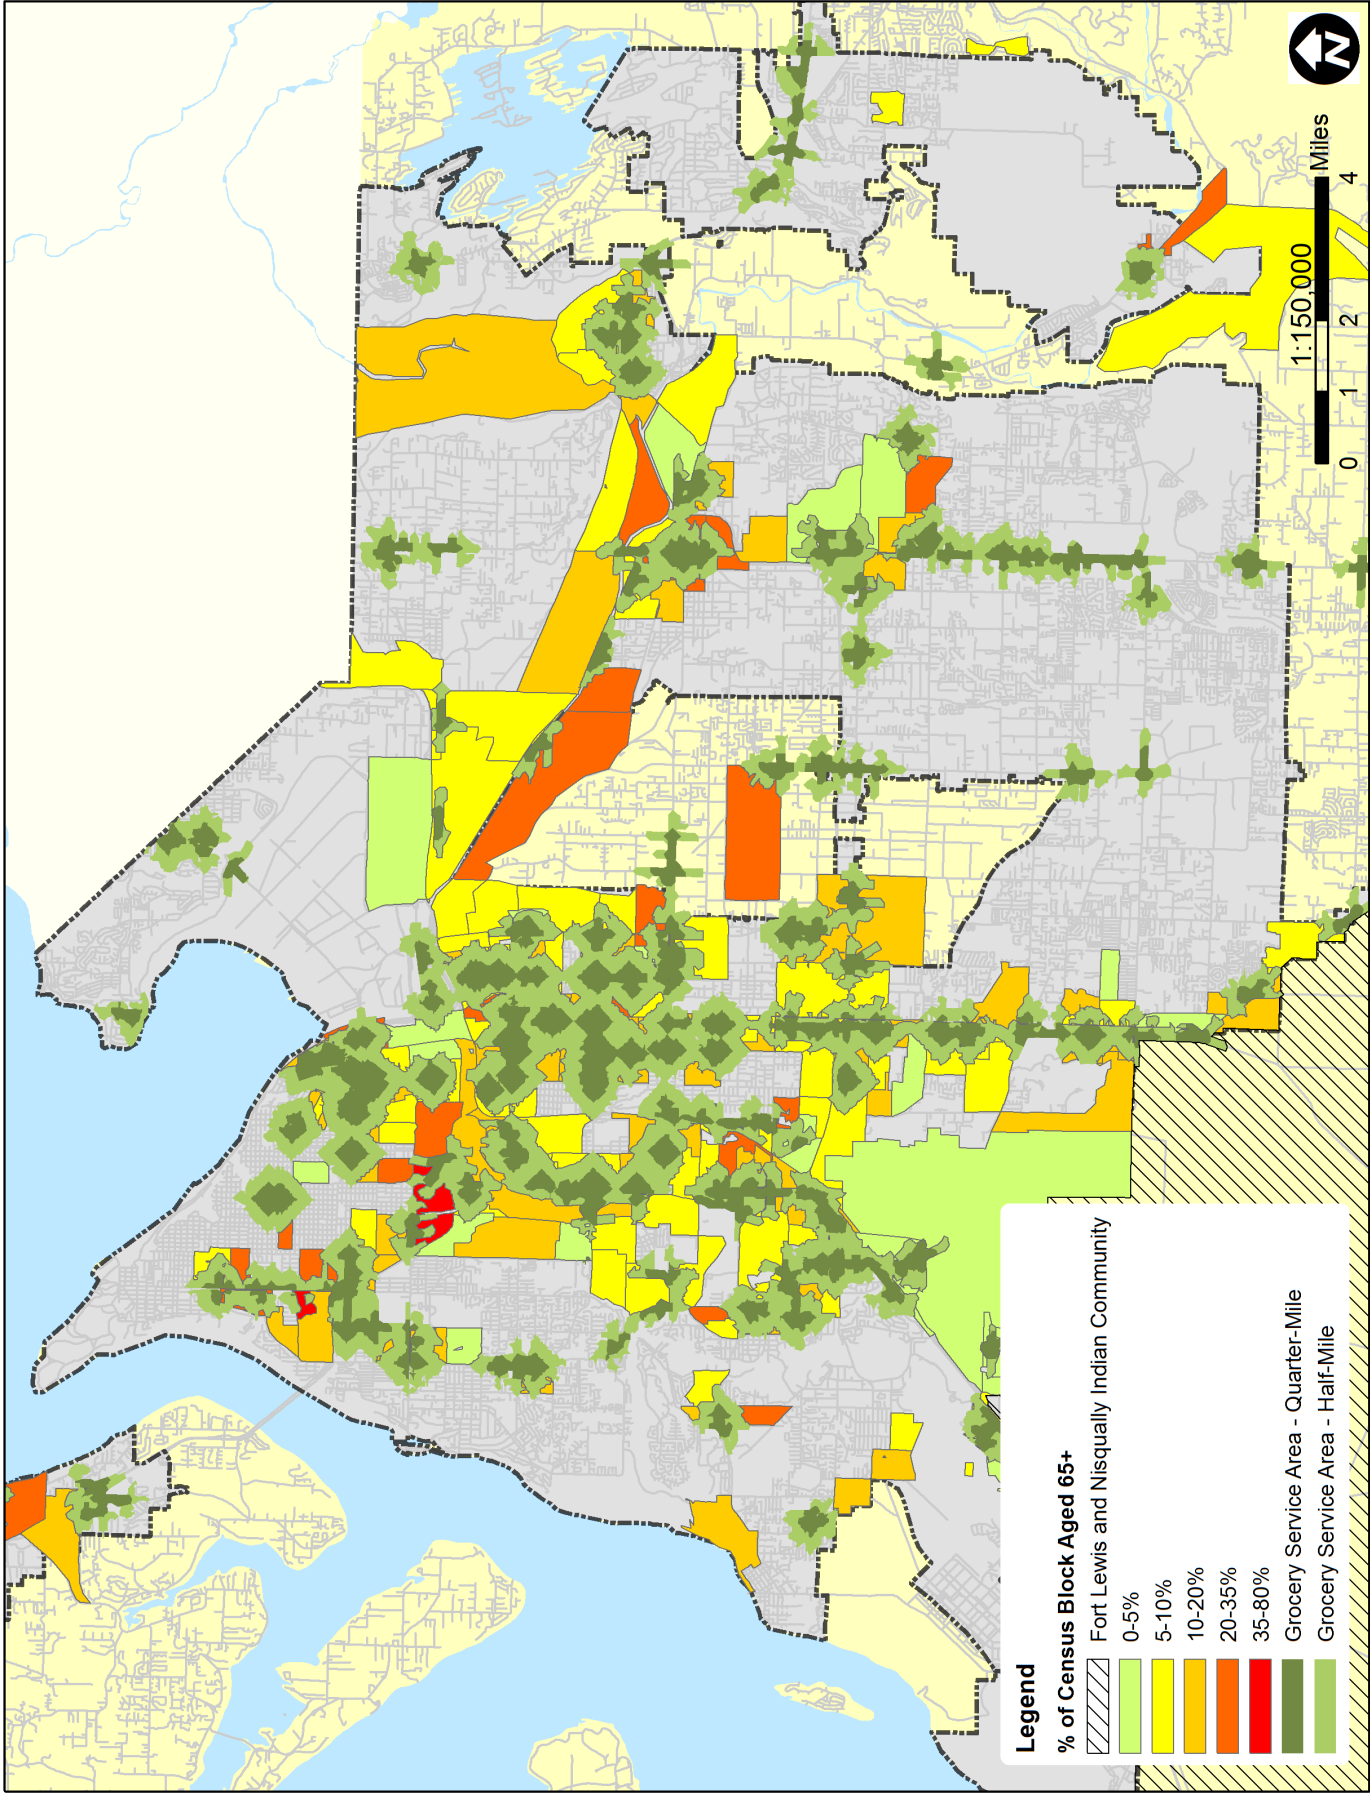 Legend
% of Census Block Aged 65+
Fort Lewis and Nisqually Indian Community
0-5%
5-10%
10-20%
20-35%
35-80%
Grocery Service Area - Quarter-Mile
Grocery Service Area - Half-Mile
1:150,000
0 1 2 4 Miles
N